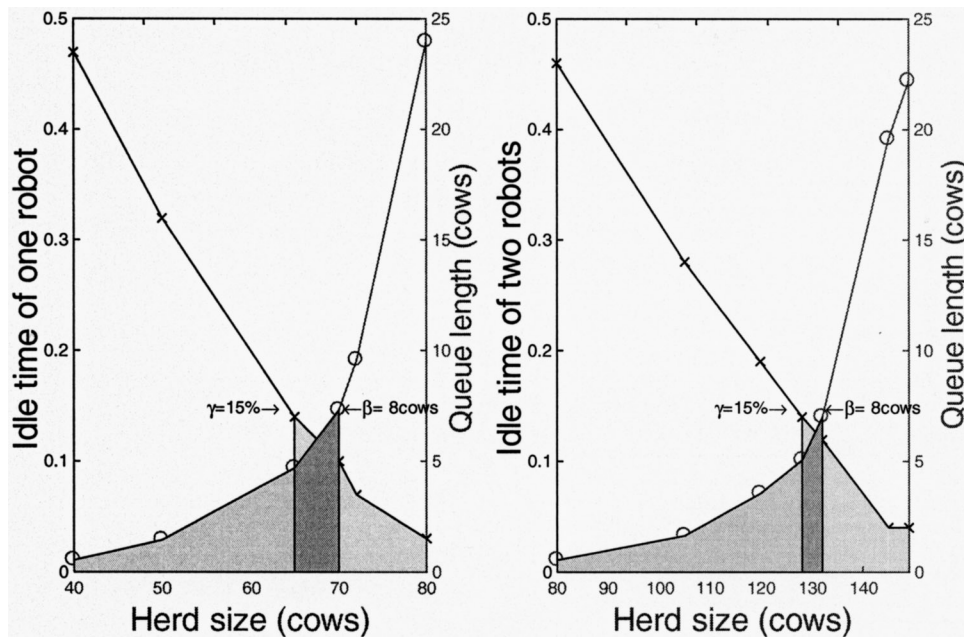 0.5
0.4
0.3
0.2
0.1
0
Idle time of one robot
40 50 60 70 80
Herd size (cows)
25
20
15
10
5
0
Queue length (cows)
γ=15%→
←β= 8cows
0.5
0.4
0.3
0.2
0.1
0
Idle time of two robots
80 90 100 110 120 130 140
Herd size (cows)
25
20
15
10
5
0
Queue length (cows)
γ=15%→
←β= 8cows